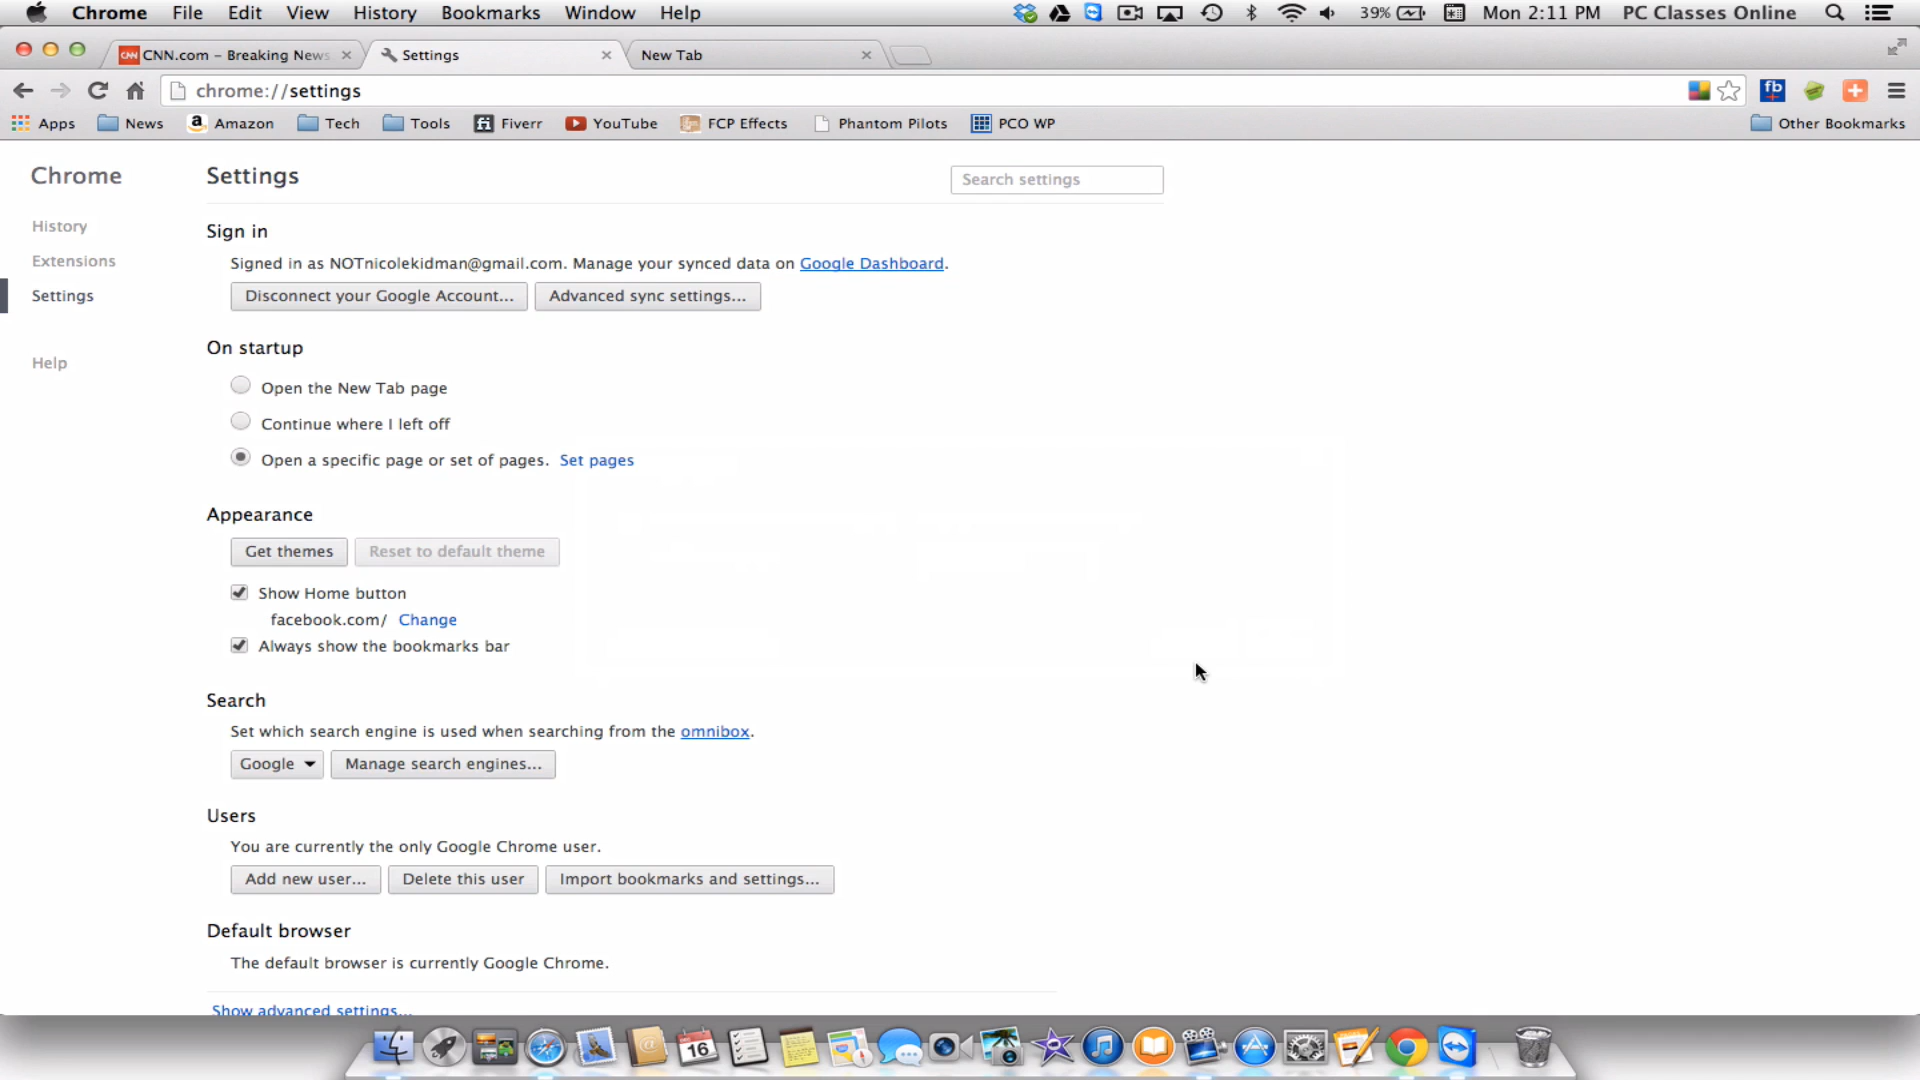 Chrome File Edit View History Bookmarks Window Help 39% Mon 2:11 PM PC Classes Online
CNN CNN.com – Breaking News Settings New Tab
chrome://settings fb
Apps News Amazon Tech Tools Fiverr YouTube FCP Effects Phantom Pilots PCO WP Other Bookmarks
Chrome
History
Extensions
Settings
Help
Settings
Search settings
Sign in
Signed in as NOTnicolekidman@gmail.com. Manage your synced data on Google Dashboard.
Disconnect your Google Account... Advanced sync settings...
On startup
Open the New Tab page
Continue where I left off
Open a specific page or set of pages. Set pages
Appearance
Get themes Reset to default theme
Show Home button
facebook.com/ Change
Always show the bookmarks bar
Search
Set which search engine is used when searching from the omnibox.
Google Manage search engines...
Users
You are currently the only Google Chrome user.
Add new user... Delete this user Import bookmarks and settings...
Default browser
The default browser is currently Google Chrome.
Show advanced settings...
16